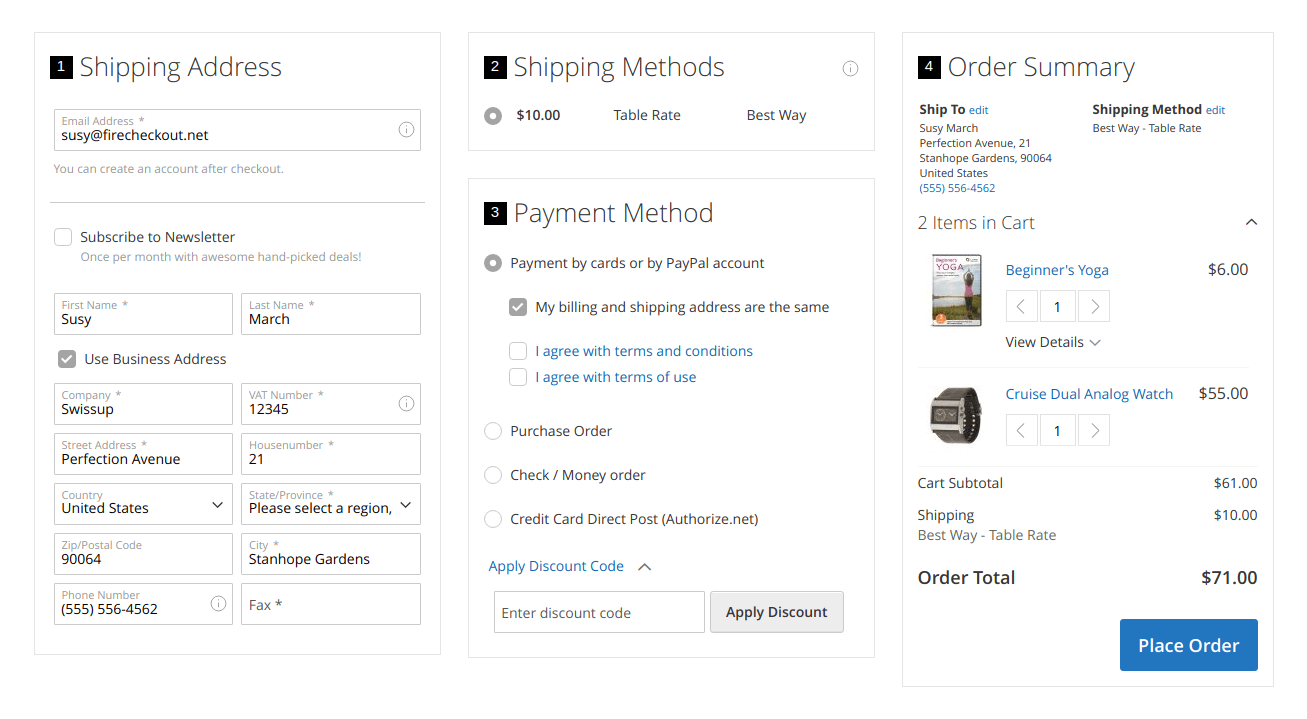 1 Shipping Address
Email Address *
susy@firecheckout.net
You can create an account after checkout.
Subscribe to Newsletter
Once per month with awesome hand-picked deals!
First Name *
Susy
Last Name *
March
Use Business Address
Company *
Swissup
VAT Number *
12345
Street Address *
Perfection Avenue
Housenumber *
21
Country
United States
State/Province *
Please select a region,
Zip/Postal Code
90064
City *
Stanhope Gardens
Phone Number
(555) 556-4562
Fax *
2 Shipping Methods
$10.00 Table Rate Best Way
3 Payment Method
Payment by cards or by PayPal account
My billing and shipping address are the same
I agree with terms and conditions
I agree with terms of use
Purchase Order
Check / Money order
Credit Card Direct Post (Authorize.net)
Apply Discount Code
Enter discount code
Apply Discount
4 Order Summary
Ship To edit
Susy March
Perfection Avenue, 21
Stanhope Gardens, 90064
United States
(555) 556-4562
Shipping Method edit
Best Way - Table Rate
2 Items in Cart
Beginner's
YOGA
Beginner's Yoga $6.00
1
View Details
Cruise Dual Analog Watch $55.00
1
Cart Subtotal $61.00
Shipping $10.00
Best Way - Table Rate
Order Total $71.00
Place Order